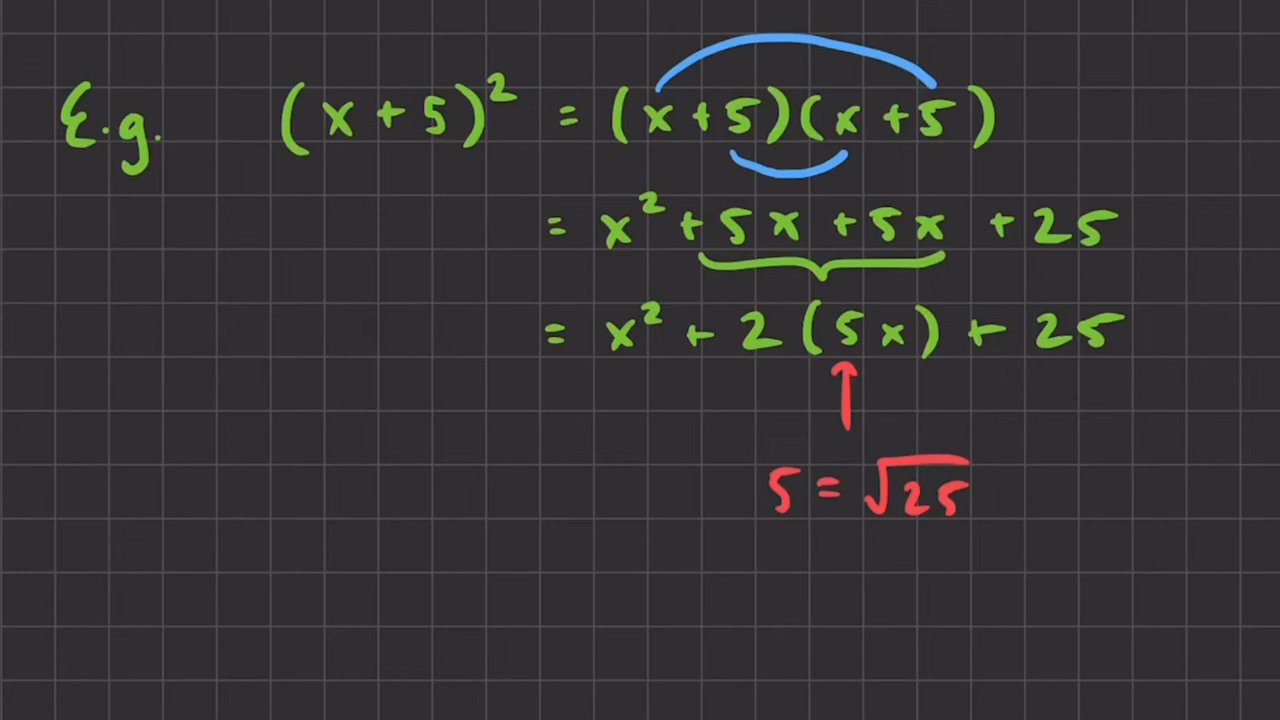 E.g. (x+5)² = (x+5)(x+5)
= x² + 5x + 5x + 25
= x² + 2(5x) + 25
5 = √25